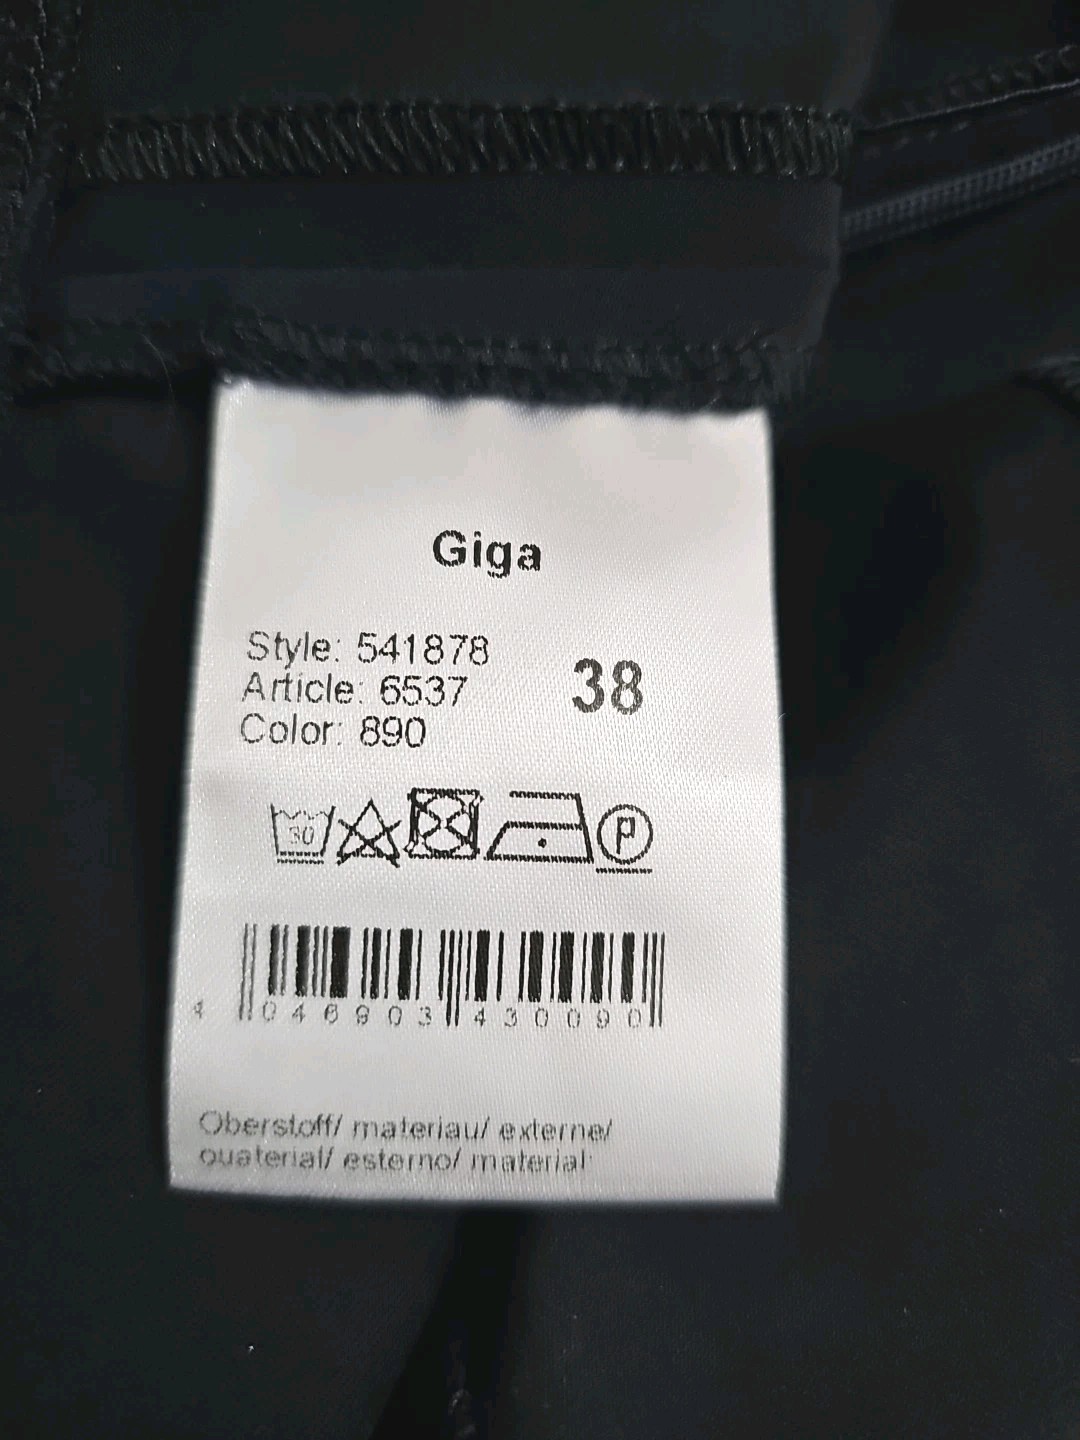 Giga
Style: 541878
Article: 6537
Color: 890
38
30
P
4 046903 430090
Oberstoff/ materiau/ externe/
ouaterial/ esterno/ material: